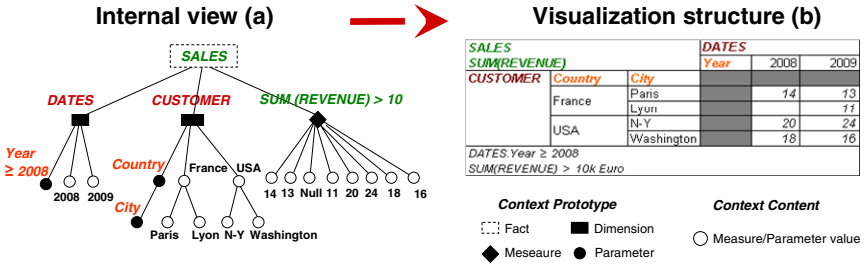 Internal view (a)
Visualization structure (b)
SALES
DATES
CUSTOMER
SUM (REVENUE) > 10
Year
≥ 2008
2008
2009
Country
France
USA
City
Paris
Lyon
N-Y
Washington
14
13
Null
11
20
24
18
16
SALES
DATES
SUM(REVENUE)
Year
2008
2009
CUSTOMER
Country
City
France
Paris
14
13
Lyon
11
USA
N-Y
20
24
Washington
18
16
DATES.Year ≥ 2008
SUM(REVENUE) > 10k Euro
Context Prototype
Context Content
Fact
Dimension
Meseaure
Parameter
Measure/Parameter value